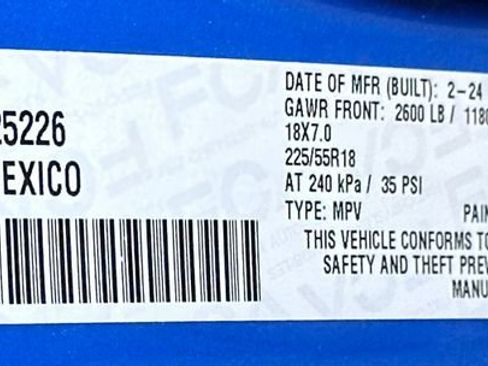 25226
EXICO
DATE OF MFR (BUILT): 2-24
GAWR FRONT: 2600 LB / 1180
18X7.0
225/55R18
AT 240 kPa / 35 PSI
TYPE: MPV PAIN
THIS VEHICLE CONFORMS TO
SAFETY AND THEFT PREV
MANU